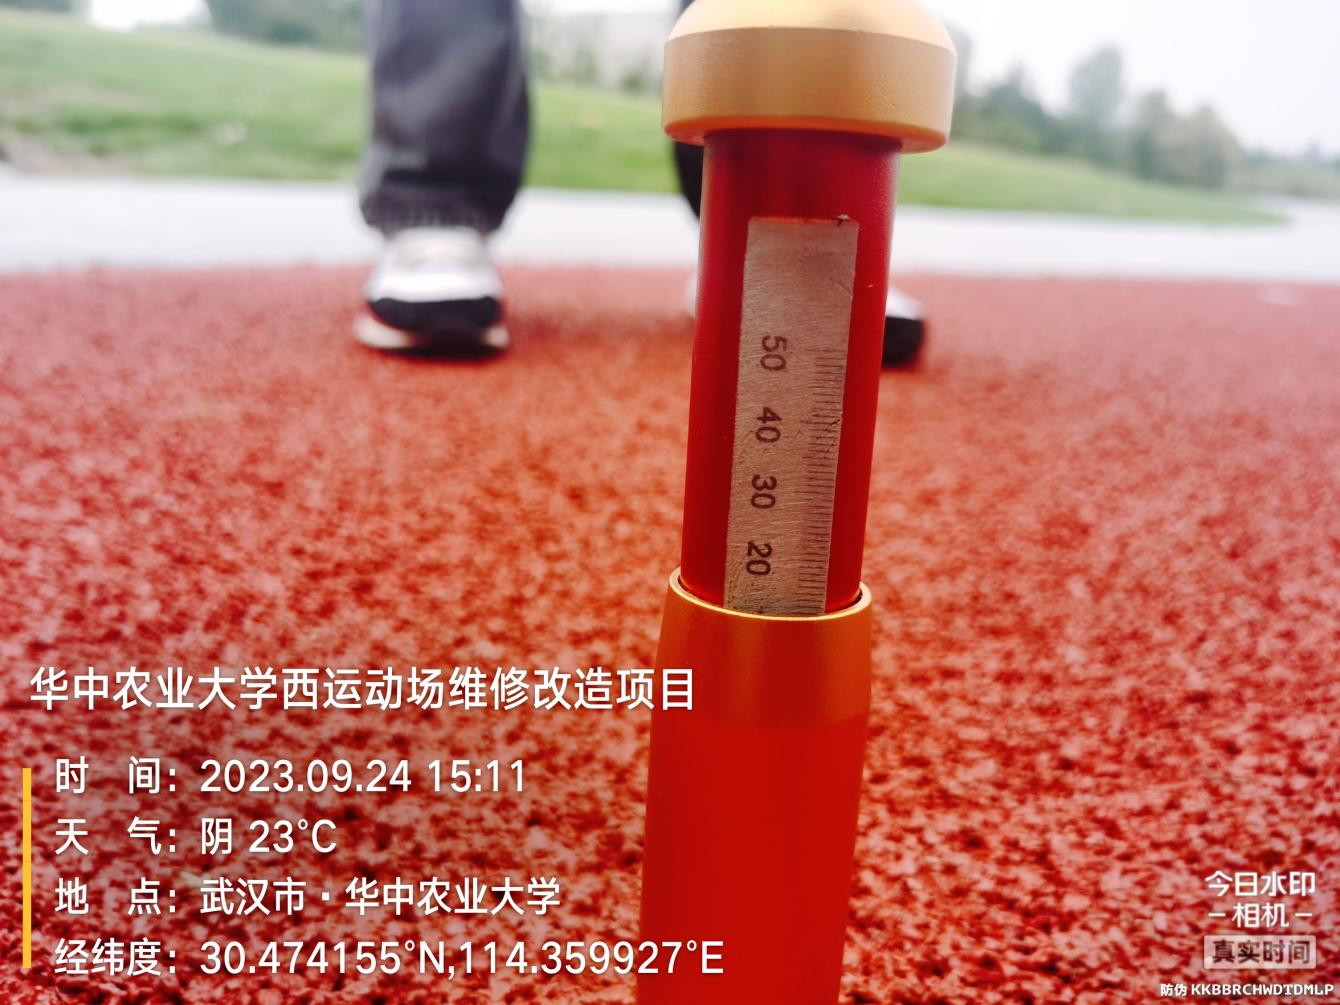 50
40
30
20
华中农业大学西运动场维修改造项目
时 间：2023.09.24 15:11
天 气：阴 23°C
地 点：武汉市·华中农业大学
经纬度：30.474155°N,114.359927°E
今日水印
-相机-
真实时间
防伪 KKBBRCHWDTDMLP